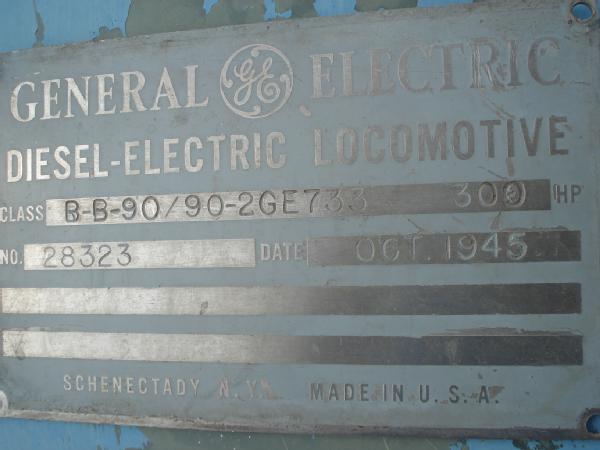 GENERAL GE ELECTRIC
DIESEL-ELECTRIC LOCOMOTIVE
CLASS B-B-90/90-2GE733 300 HP
NO. 28323 DATE OCT. 1945
SCHENECTADY N.Y. MADE IN U.S.A.